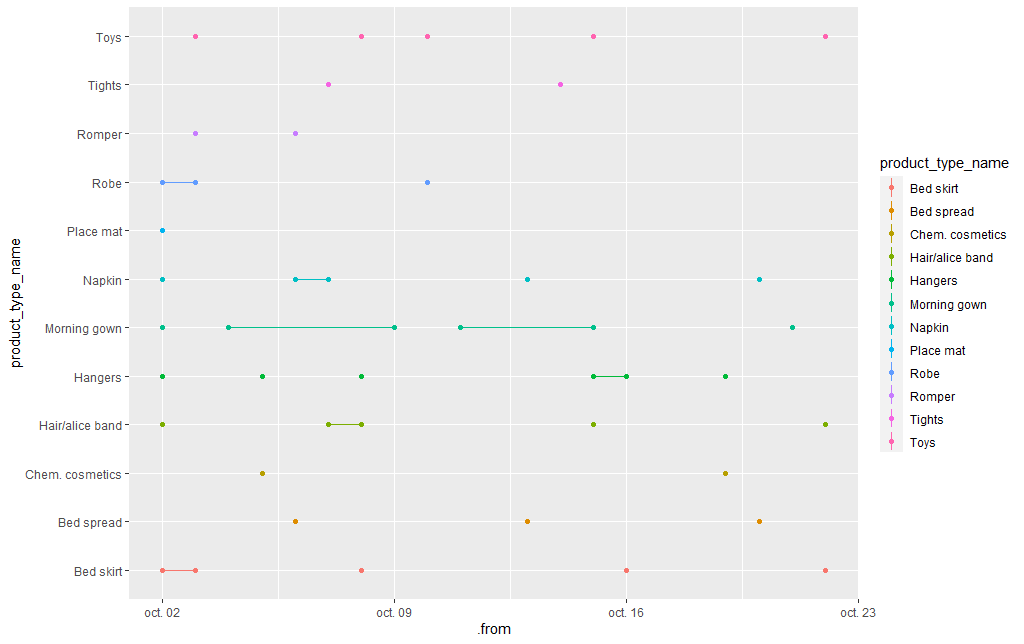 Toys
Tights
Romper
Robe
Place mat
Napkin
Morning gown
Hangers
Hair/alice band
Chem. cosmetics
Bed spread
Bed skirt
product_type_name
oct. 02
oct. 09
oct. 16
oct. 23
.from
product_type_name
Bed skirt
Bed spread
Chem. cosmetics
Hair/alice band
Hangers
Morning gown
Napkin
Place mat
Robe
Romper
Tights
Toys